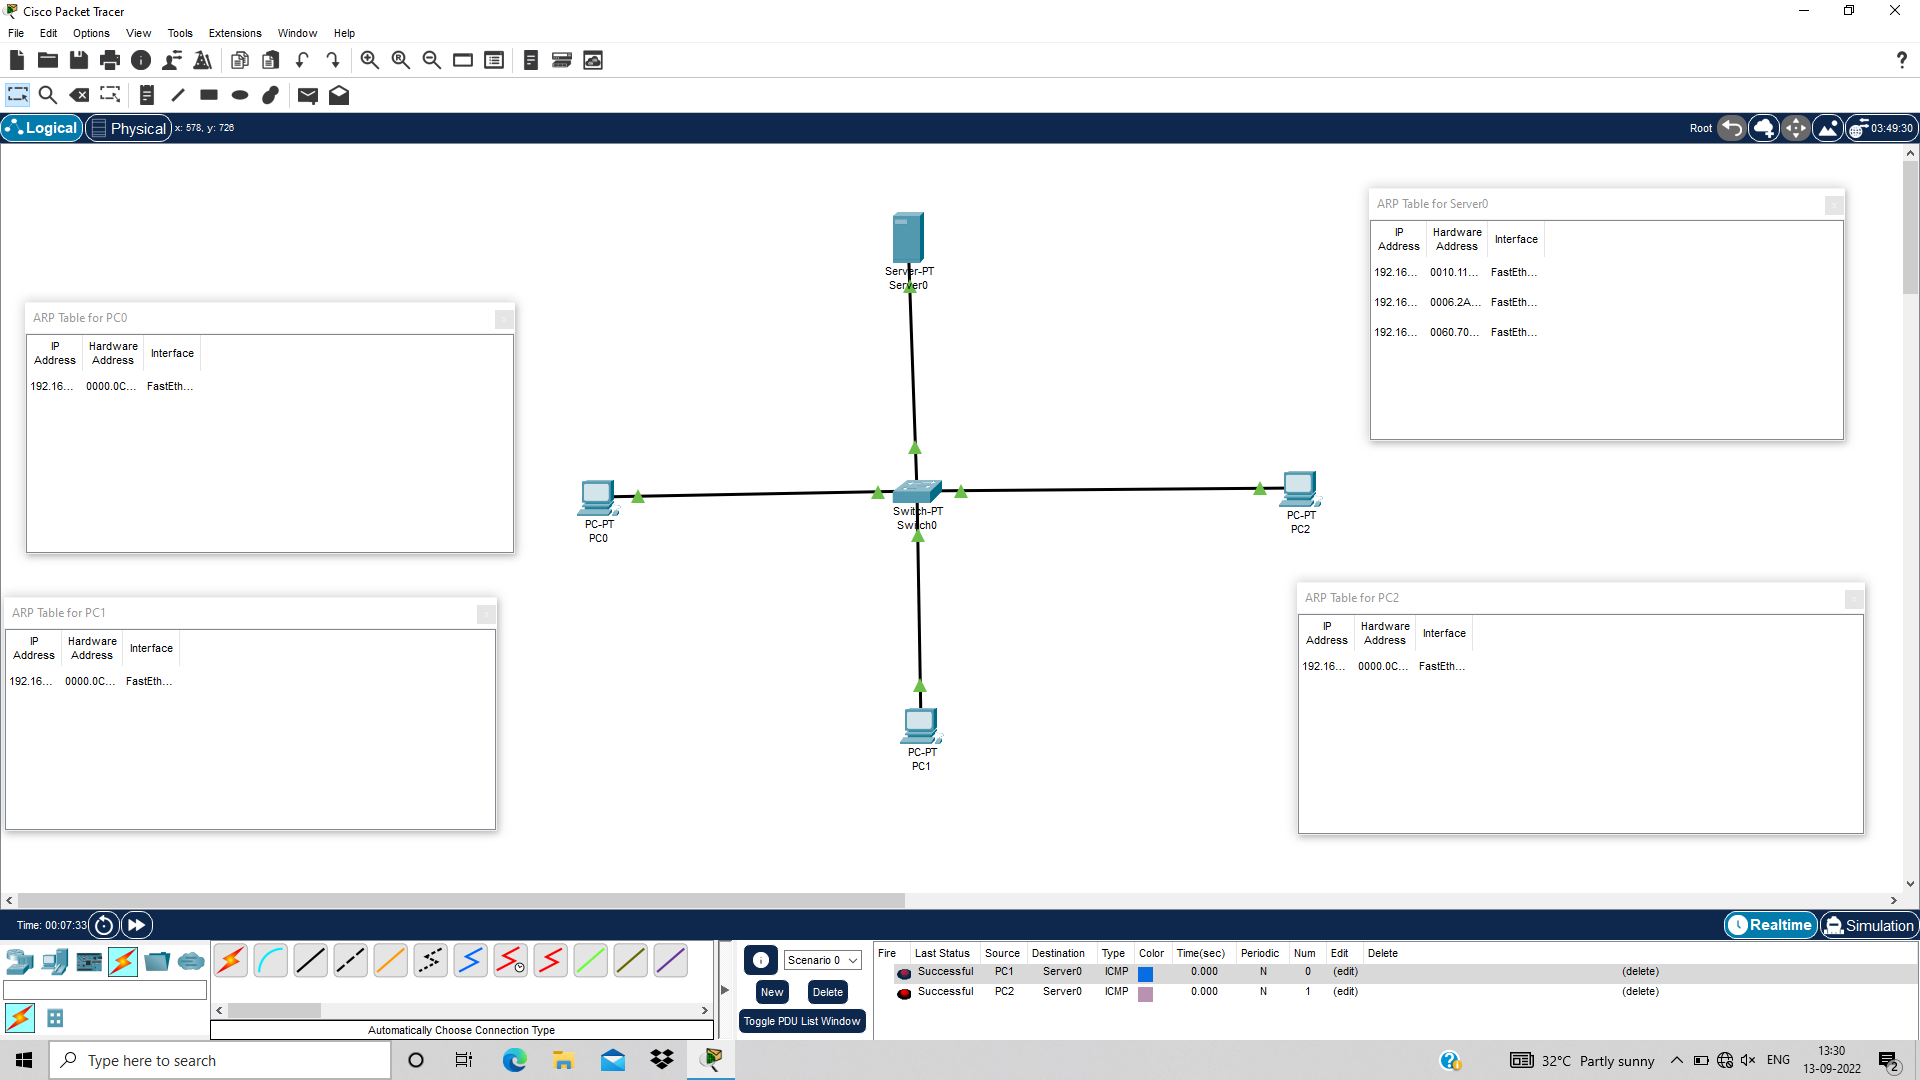 Cisco Packet Tracer
File Edit Options View Tools Extensions Window Help
Logical Physical x: 578, y: 726 Root 03:49:30
Server-PT
Server0
ARP Table for Server0
IP Address Hardware Address Interface
192.16... 0010.11... FastEth...
192.16... 0006.2A... FastEth...
192.16... 0060.70... FastEth...
ARP Table for PC0
IP Address Hardware Address Interface
192.16... 0000.0C... FastEth...
PC-PT
PC0
Switch-PT
Switch0
PC-PT
PC2
ARP Table for PC1
IP Address Hardware Address Interface
192.16... 0000.0C... FastEth...
ARP Table for PC2
IP Address Hardware Address Interface
192.16... 0000.0C... FastEth...
PC-PT
PC1
Time: 00:07:33 Realtime Simulation
Scenario 0
New Delete
Toggle PDU List Window
Automatically Choose Connection Type
Fire Last Status Source Destination Type Color Time(sec) Periodic Num Edit Delete
Successful PC1 Server0 ICMP 0.000 N 0 (edit) (delete)
Successful PC2 Server0 ICMP 0.000 N 1 (edit) (delete)
Type here to search
32°C Partly sunny ENG 13:30
13-09-2022 2